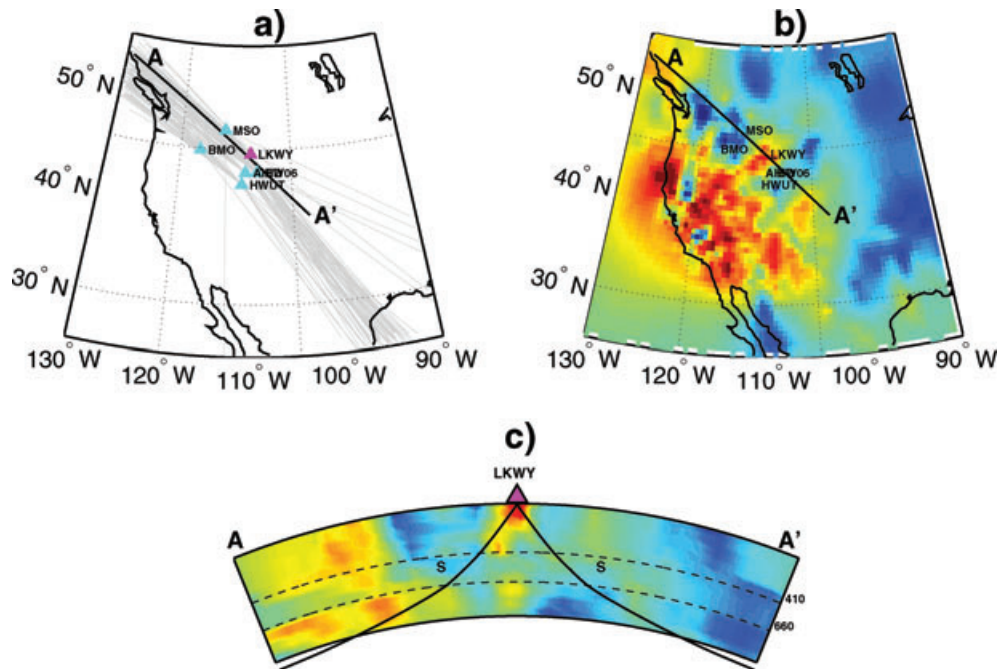 a)
A
50° N
MSO
BMO
LKWY
HWUT
40° N
A'
30° N
130° W
120° W
110° W
100° W
90° W
b)
A
50° N
MSO
BMO
LKWY
HWUT
40° N
A'
30° N
130° W
120° W
110° W
100° W
90° W
c)
LKWY
A
A'
S
S
410
660